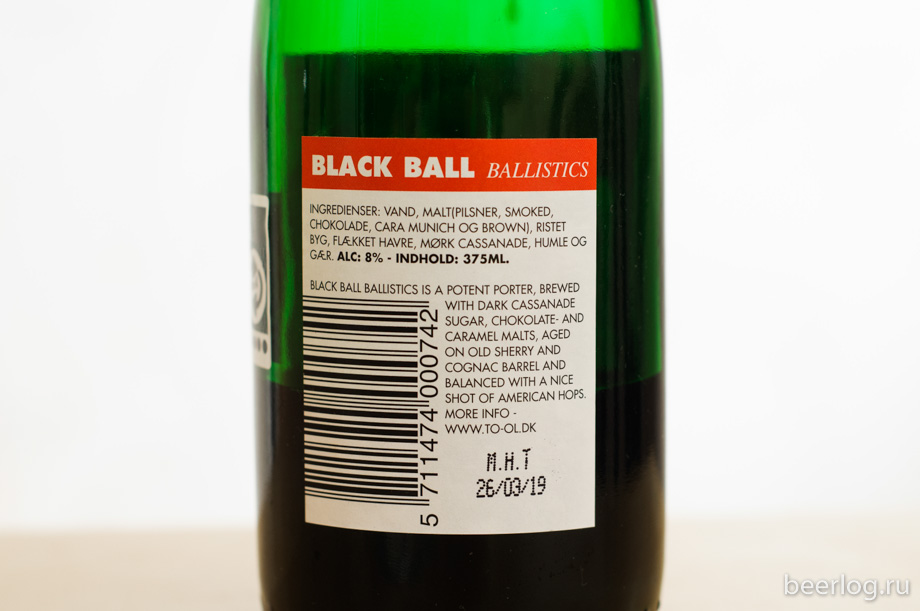 BLACK BALL BALLISTICS
INGREDIENSER: VAND, MALT(PILSNER, SMOKED,
CHOKOLADE, CARA MUNICH OG BROWN), RISTET
BYG, FLÆKKET HAVRE, MØRK CASSANADE, HUMLE OG
GÆR. ALC: 8% - INDHOLD: 375ML.
BLACK BALL BALLISTICS IS A POTENT PORTER, BREWED
WITH DARK CASSANADE
SUGAR, CHOKOLATE- AND
CARAMEL MALTS, AGED
ON OLD SHERRY AND
COGNAC BARREL AND
BALANCED WITH A NICE
SHOT OF AMERICAN HOPS.
MORE INFO -
WWW.TO-OL.DK
5 711474 000742
M.H.T
26/03/19
beerlog.ru